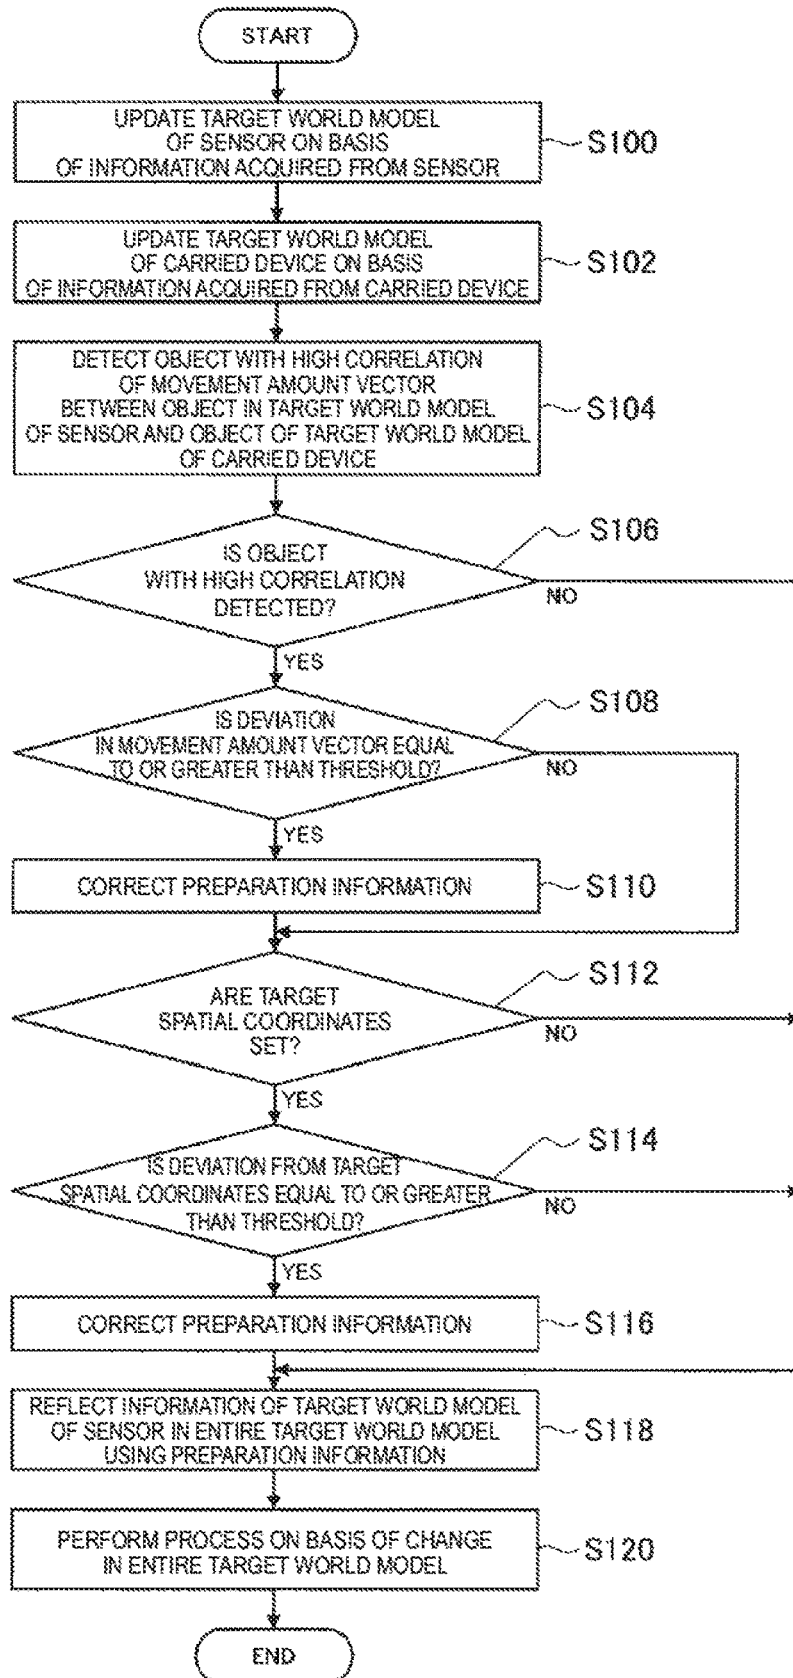 START
UPDATE TARGET WORLD MODEL
OF SENSOR ON BASIS
OF INFORMATION ACQUIRED FROM SENSOR
S100
UPDATE TARGET WORLD MODEL
OF CARRIED DEVICE ON BASIS
OF INFORMATION ACQUIRED FROM CARRIED DEVICE
S102
DETECT OBJECT WITH HIGH CORRELATION
OF MOVEMENT AMOUNT VECTOR
BETWEEN OBJECT IN TARGET WORLD MODEL
OF SENSOR AND OBJECT OF TARGET WORLD MODEL
OF CARRIED DEVICE
S104
IS OBJECT
WITH HIGH CORRELATION
DETECTED?
S106
NO
YES
IS DEVIATION
IN MOVEMENT AMOUNT VECTOR EQUAL
TO OR GREATER THAN THRESHOLD?
S108
NO
YES
CORRECT PREPARATION INFORMATION
S110
ARE TARGET
SPATIAL COORDINATES
SET?
S112
NO
YES
IS DEVIATION FROM TARGET
SPATIAL COORDINATES EQUAL TO OR GREATER
THAN THRESHOLD?
S114
NO
YES
CORRECT PREPARATION INFORMATION
S116
REFLECT INFORMATION OF TARGET WORLD MODEL
OF SENSOR IN ENTIRE TARGET WORLD MODEL
USING PREPARATION INFORMATION
S118
PERFORM PROCESS ON BASIS OF CHANGE
IN ENTIRE TARGET WORLD MODEL
S120
END